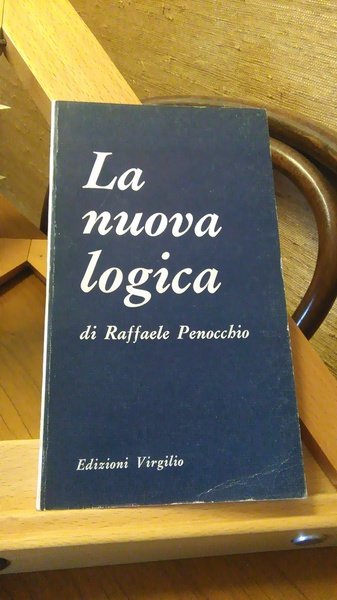 La
nuova
logica
di Raffaele Penocchio
Edizioni Virgilio